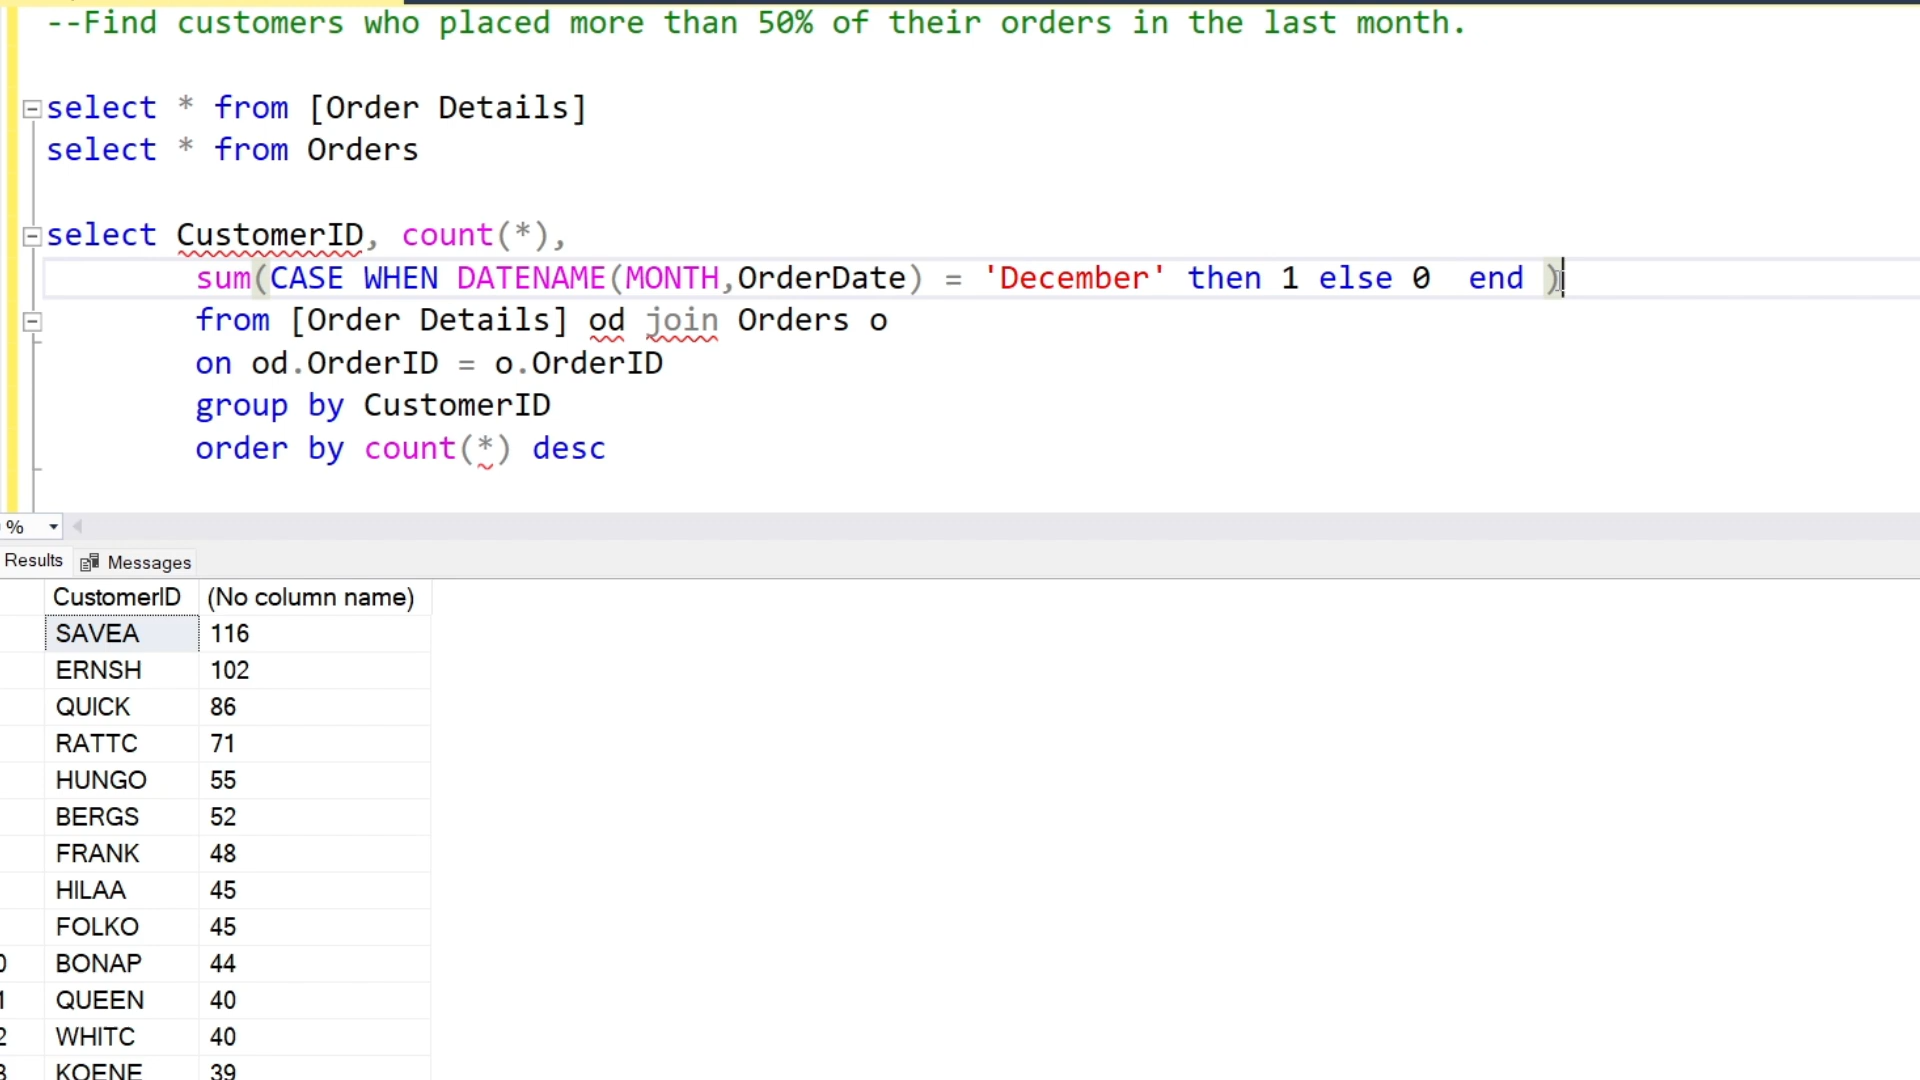 --Find customers who placed more than 50% of their orders in the last month.
select * from [Order Details]
select * from Orders
select CustomerID, count(*),
sum(CASE WHEN DATENAME(MONTH,OrderDate) = 'December' then 1 else 0  end )
from [Order Details] od join Orders o
on od.OrderID = o.OrderID
group by CustomerID
order by count(*) desc
%
Results Messages
CustomerID (No column name)
SAVEA 116
ERNSH 102
QUICK 86
RATTC 71
HUNGO 55
BERGS 52
FRANK 48
HILAA 45
FOLKO 45
0 BONAP 44
1 QUEEN 40
2 WHITC 40
3 KOENE 39